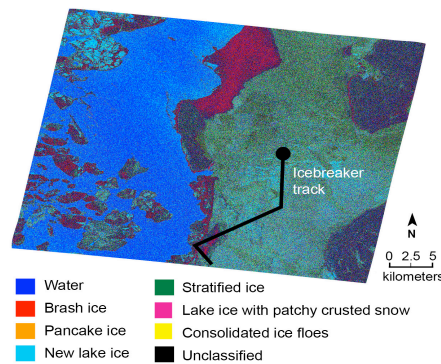 Icebreaker
track
N
0 2.5 5
kilometers
Water
Brash ice
Pancake ice
New lake ice
Stratified ice
Lake ice with patchy crusted snow
Consolidated ice floes
Unclassified